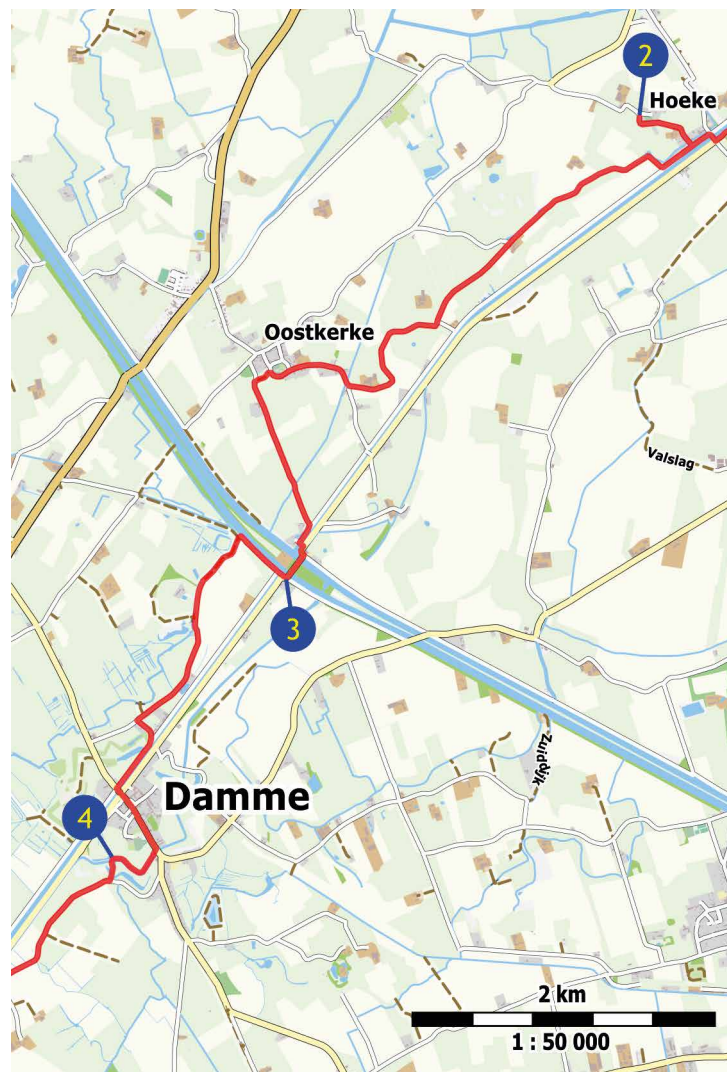 2
Hoeke
Oostkerke
Valslag
3
Zuiddijk
Damme
4
2 km
1 : 50 000